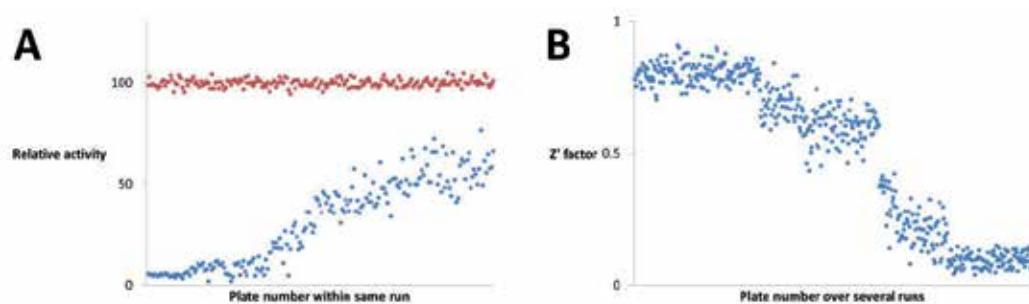 A
100
Relative activity
50
0
Plate number within same run
B
1
Z' factor
0.5
0
Plate number over several runs